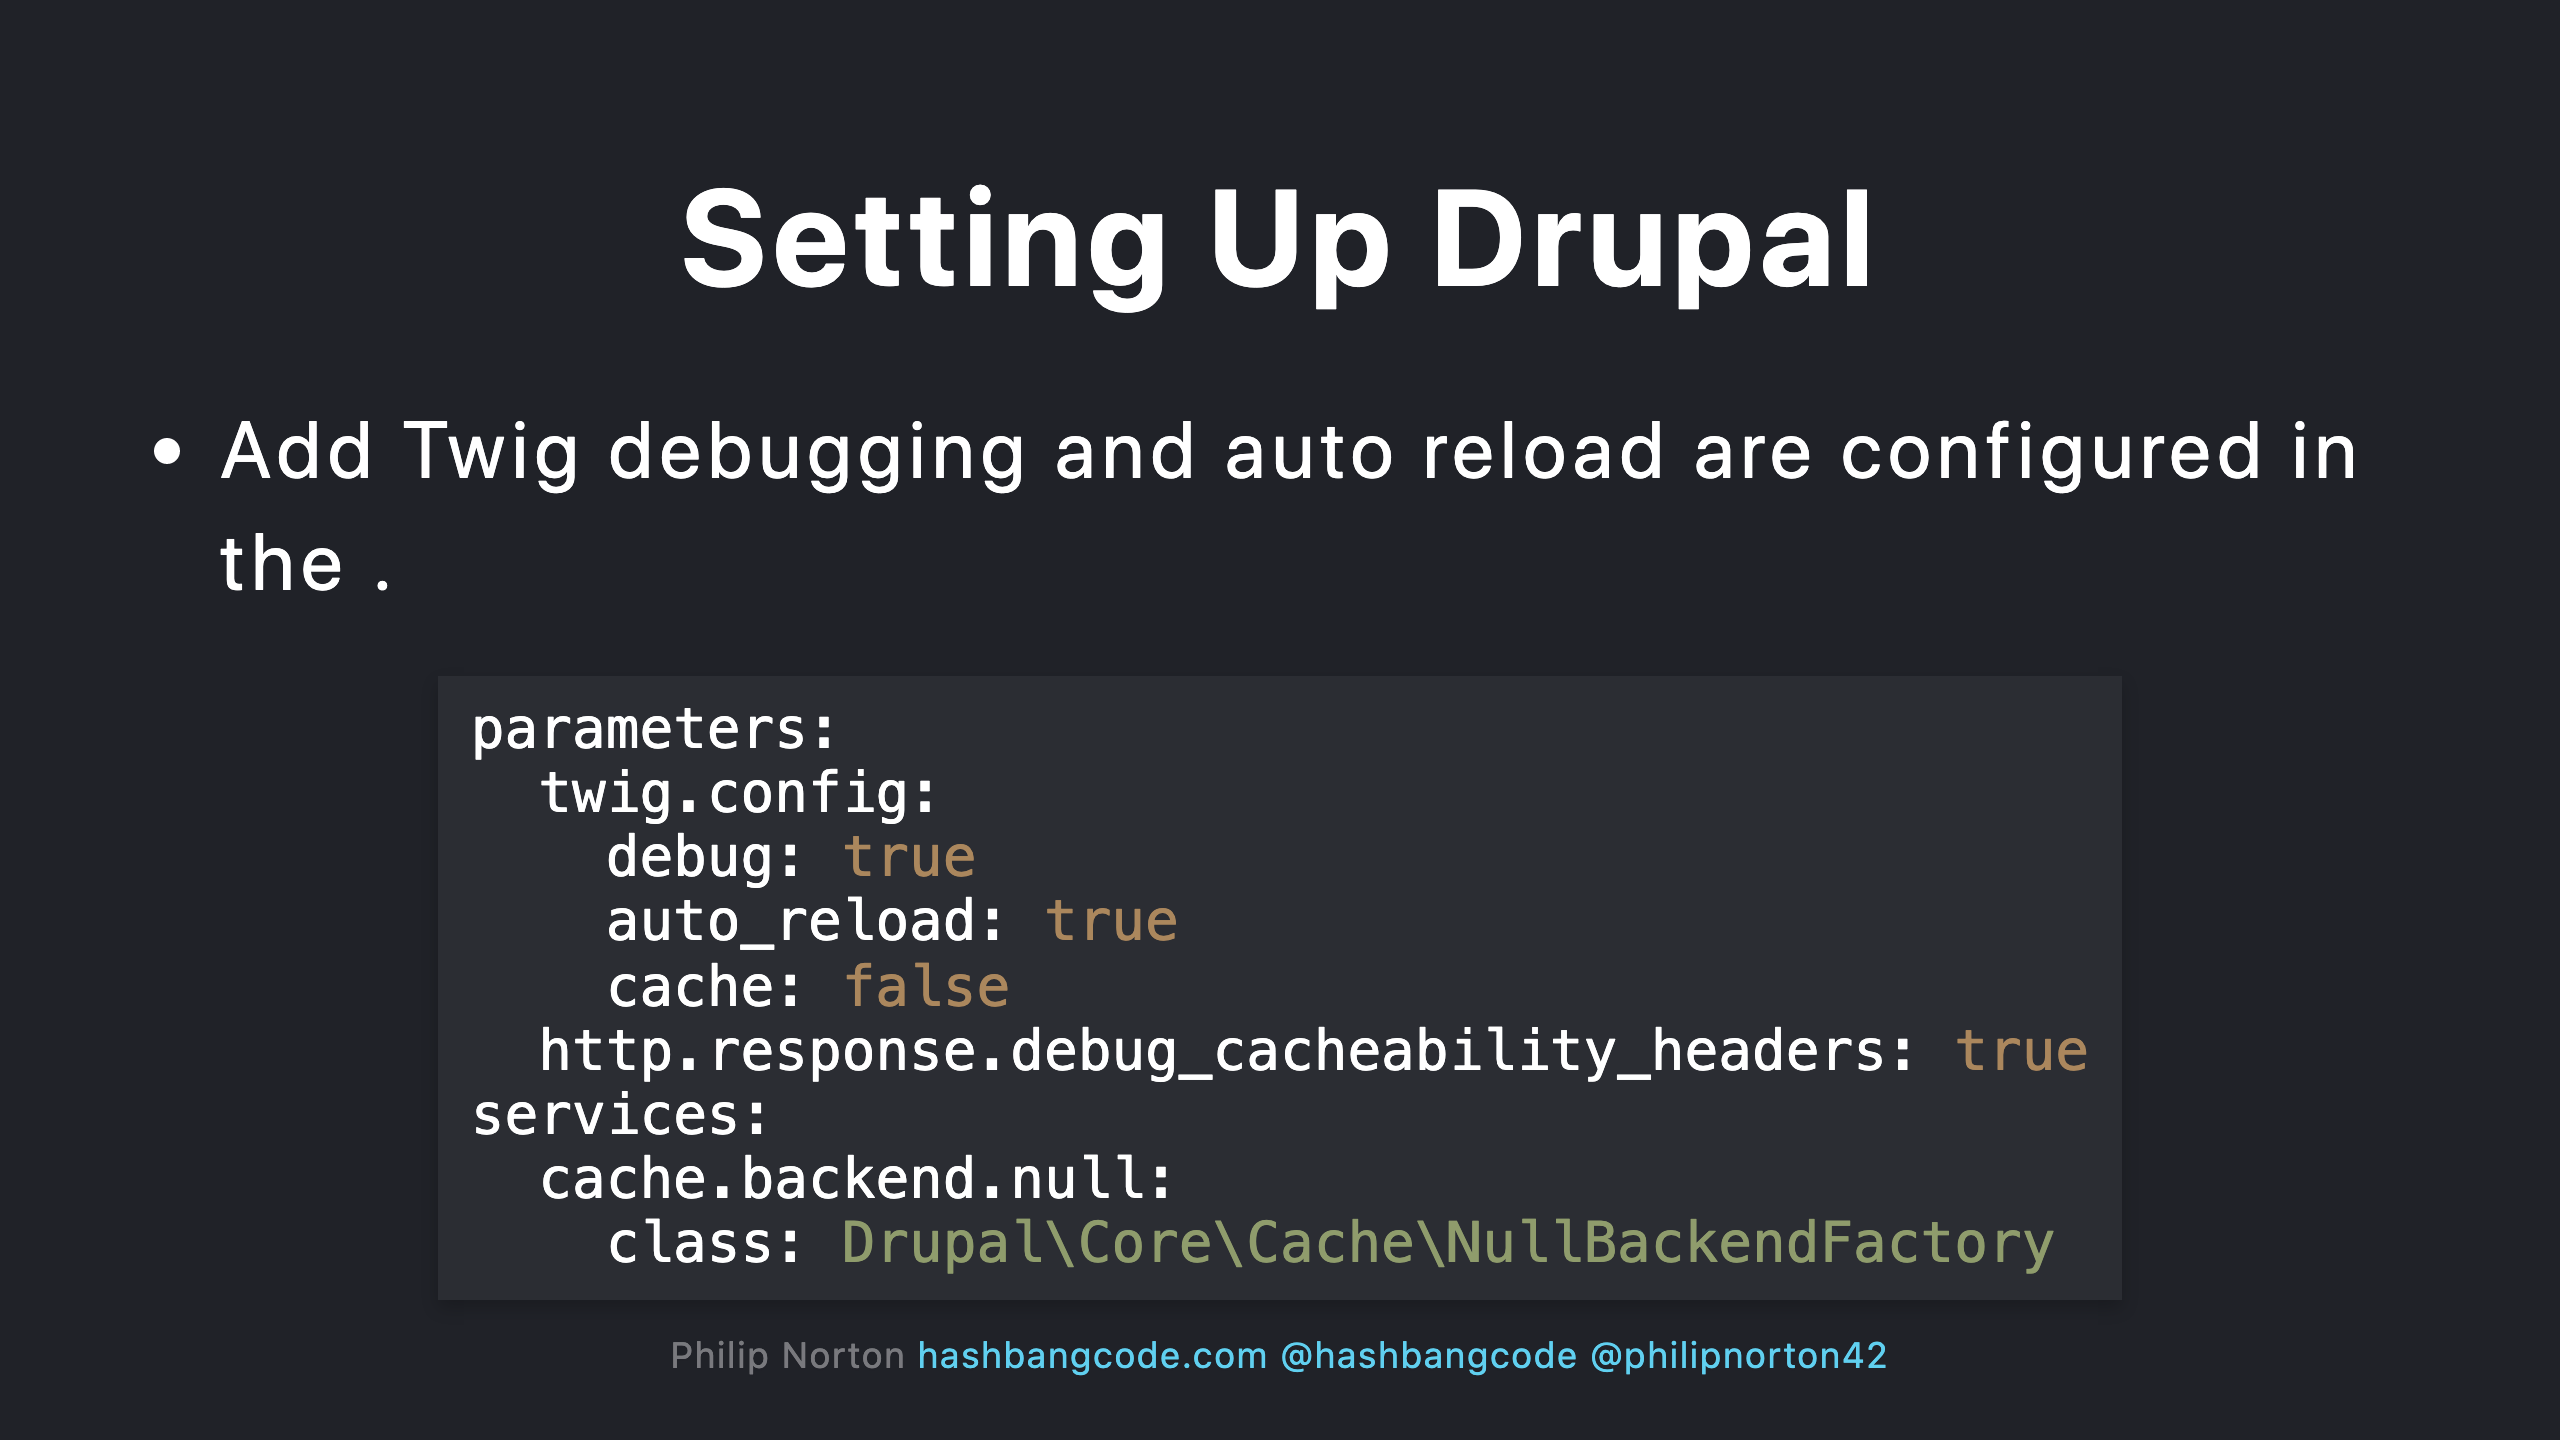 Setting Up Drupal
• Add Twig debugging and auto reload are configured in
the .
parameters:
  twig.config:
    debug: true
    auto_reload: true
    cache: false
  http.response.debug_cacheability_headers: true
services:
  cache.backend.null:
    class: Drupal\Core\Cache\NullBackendFactory
Philip Norton hashbangcode.com @hashbangcode @philipnorton42